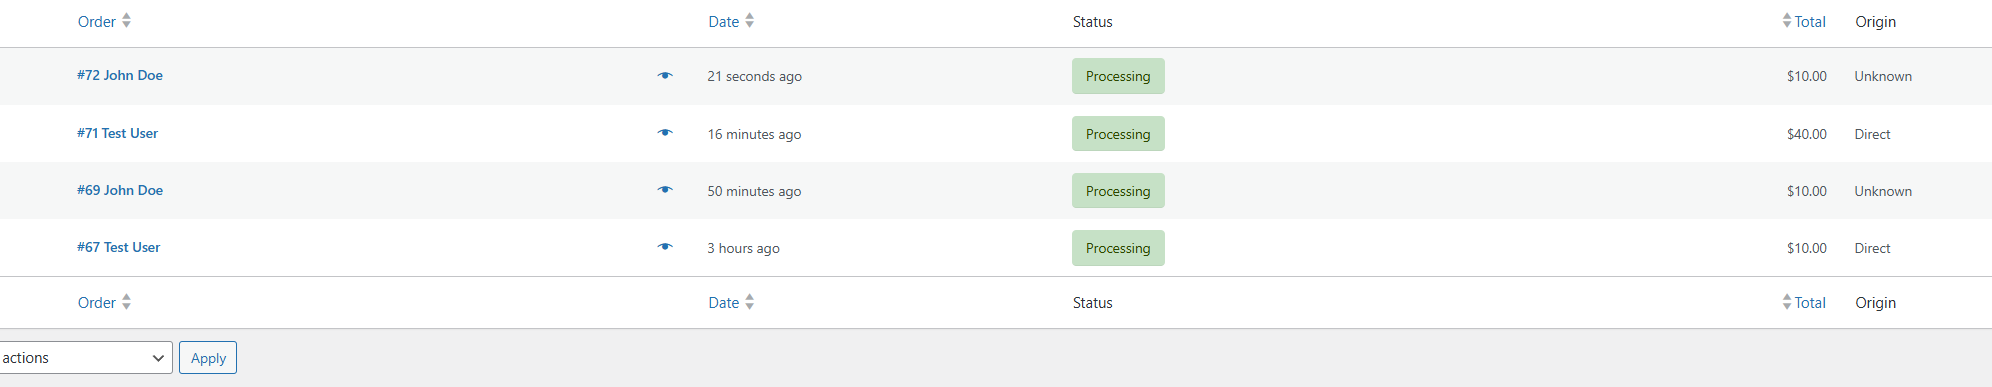 Order Date Status Total Origin
#72 John Doe 21 seconds ago Processing $10.00 Unknown
#71 Test User 16 minutes ago Processing $40.00 Direct
#69 John Doe 50 minutes ago Processing $10.00 Unknown
#67 Test User 3 hours ago Processing $10.00 Direct
Order Date Status Total Origin
actions Apply